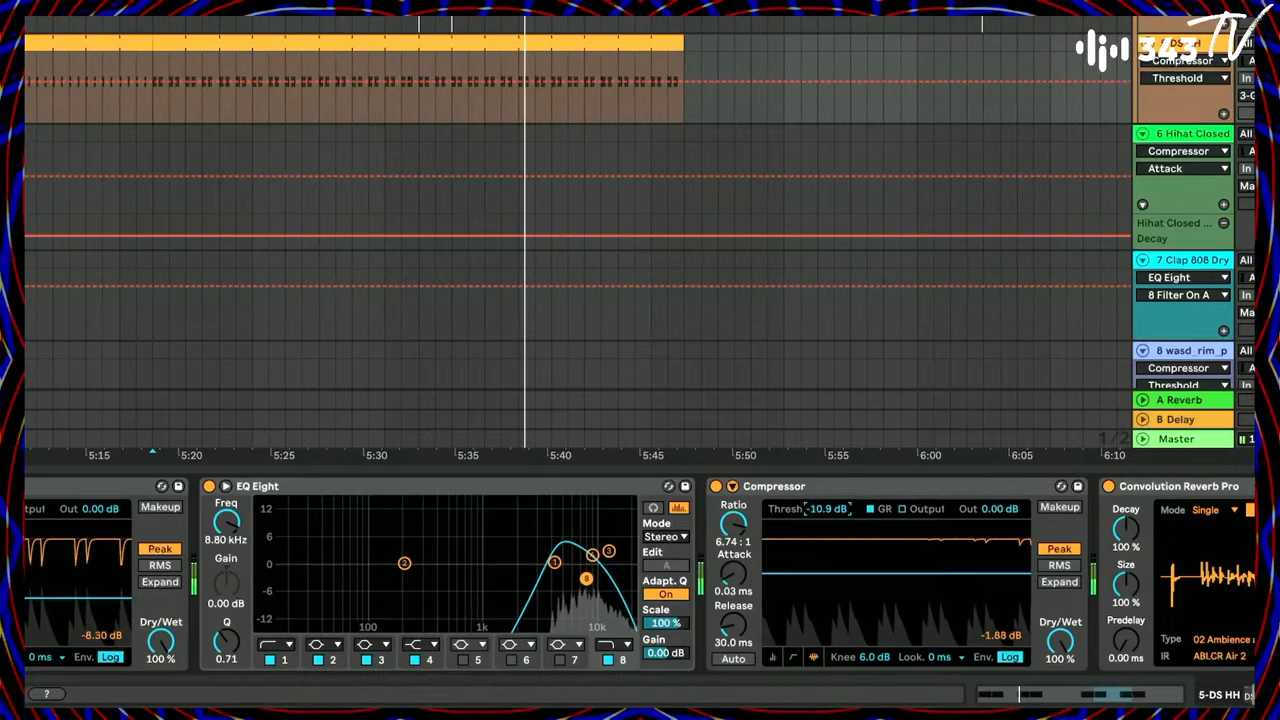 343 TV
DS HH
All
Compressor
Threshold
In
6 Hihat Closed
All
Compressor
Attack
In
Hihat Closed ...
Decay
7 Clap 808 Dry
All
EQ Eight
8 Filter On A
In
8 wasd_rim_p
All
Compressor
Threshold
In
A Reverb
B Delay
1/2
Master
5:15 5:20 5:25 5:30 5:35 5:40 5:45 5:50 5:55 6:00 6:05 6:10
Out 0.00 dB
Makeup
Peak
RMS
Expand
-8.30 dB
Dry/Wet
100 %
0 ms
Env.
Log
EQ Eight
Freq
8.80 kHz
Gain
0.00 dB
Q
0.71
12
6
0
-6
-12
100 1k 10k
1 2 3 8
1 2 3 4 5 6 7 8
Mode
Stereo
Edit
A
Adapt. Q
On
Scale
100 %
Gain
0.00 dB
Compressor
Ratio
6.74 : 1
Attack
0.03 ms
Release
30.0 ms
Auto
Thresh -10.9 dB GR Output Out 0.00 dB
-1.88 dB
Knee 6.0 dB Look. 0 ms Env. Log
Makeup
Peak
RMS
Expand
Dry/Wet
100 %
Convolution Reverb Pro
Decay
100 %
Size
100 %
Predelay
0.00 ms
Mode Single
Type 02 Ambience
IR ABLCR Air 2
?
5-DS HH